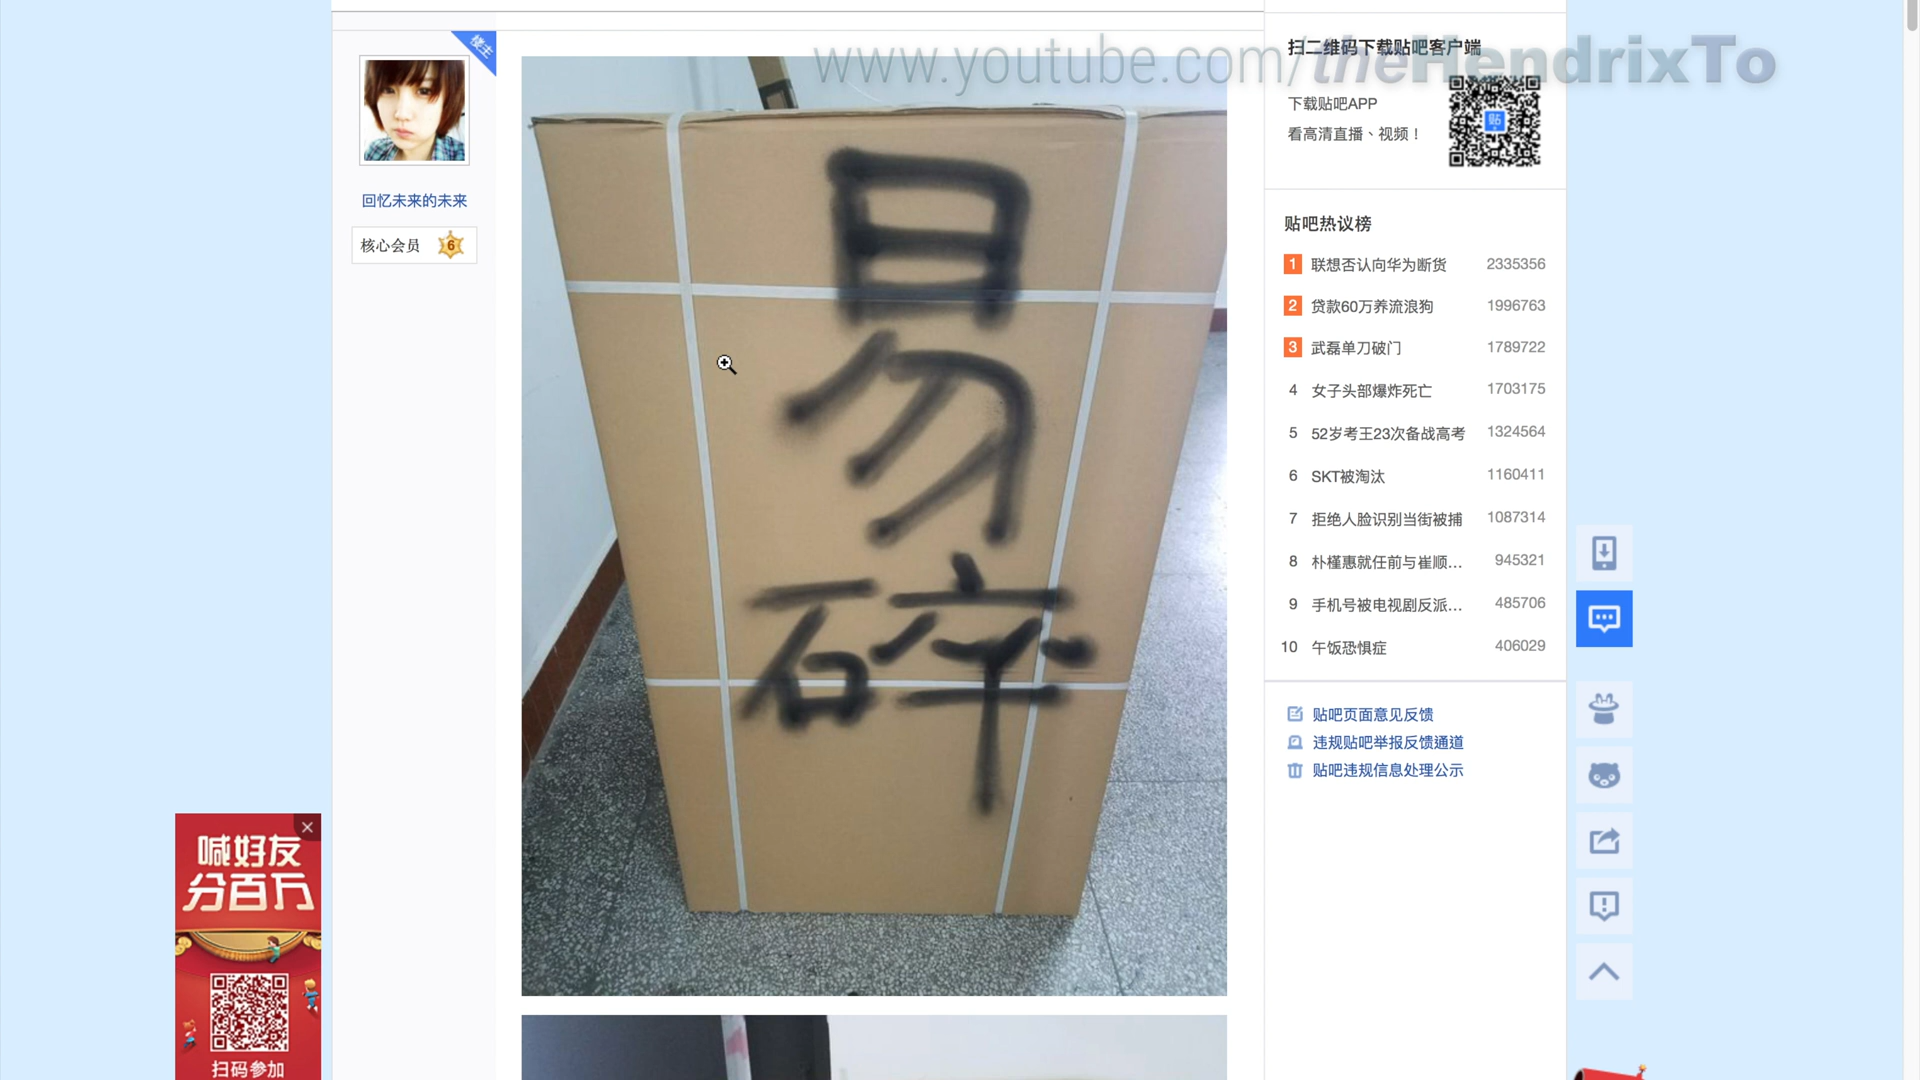 www.youtube.com/theHendrixTo
楼主
回忆未来的未来
核心会员 6
易
碎
扫二维码下载贴吧客户端
下载贴吧APP
看高清直播、视频！
贴
贴吧热议榜
1 联想否认向华为断货 2335356
2 贷款60万养流浪狗 1996763
3 武磊单刀破门 1789722
4 女子头部爆炸死亡 1703175
5 52岁考王23次备战高考 1324564
6 SKT被淘汰 1160411
7 拒绝人脸识别当街被捕 1087314
8 朴槿惠就任前与崔顺... 945321
9 手机号被电视剧反派... 485706
10 午饭恐惧症 406029
贴吧页面意见反馈
违规贴吧举报反馈通道
贴吧违规信息处理公示
喊好友
分百万
扫码参加